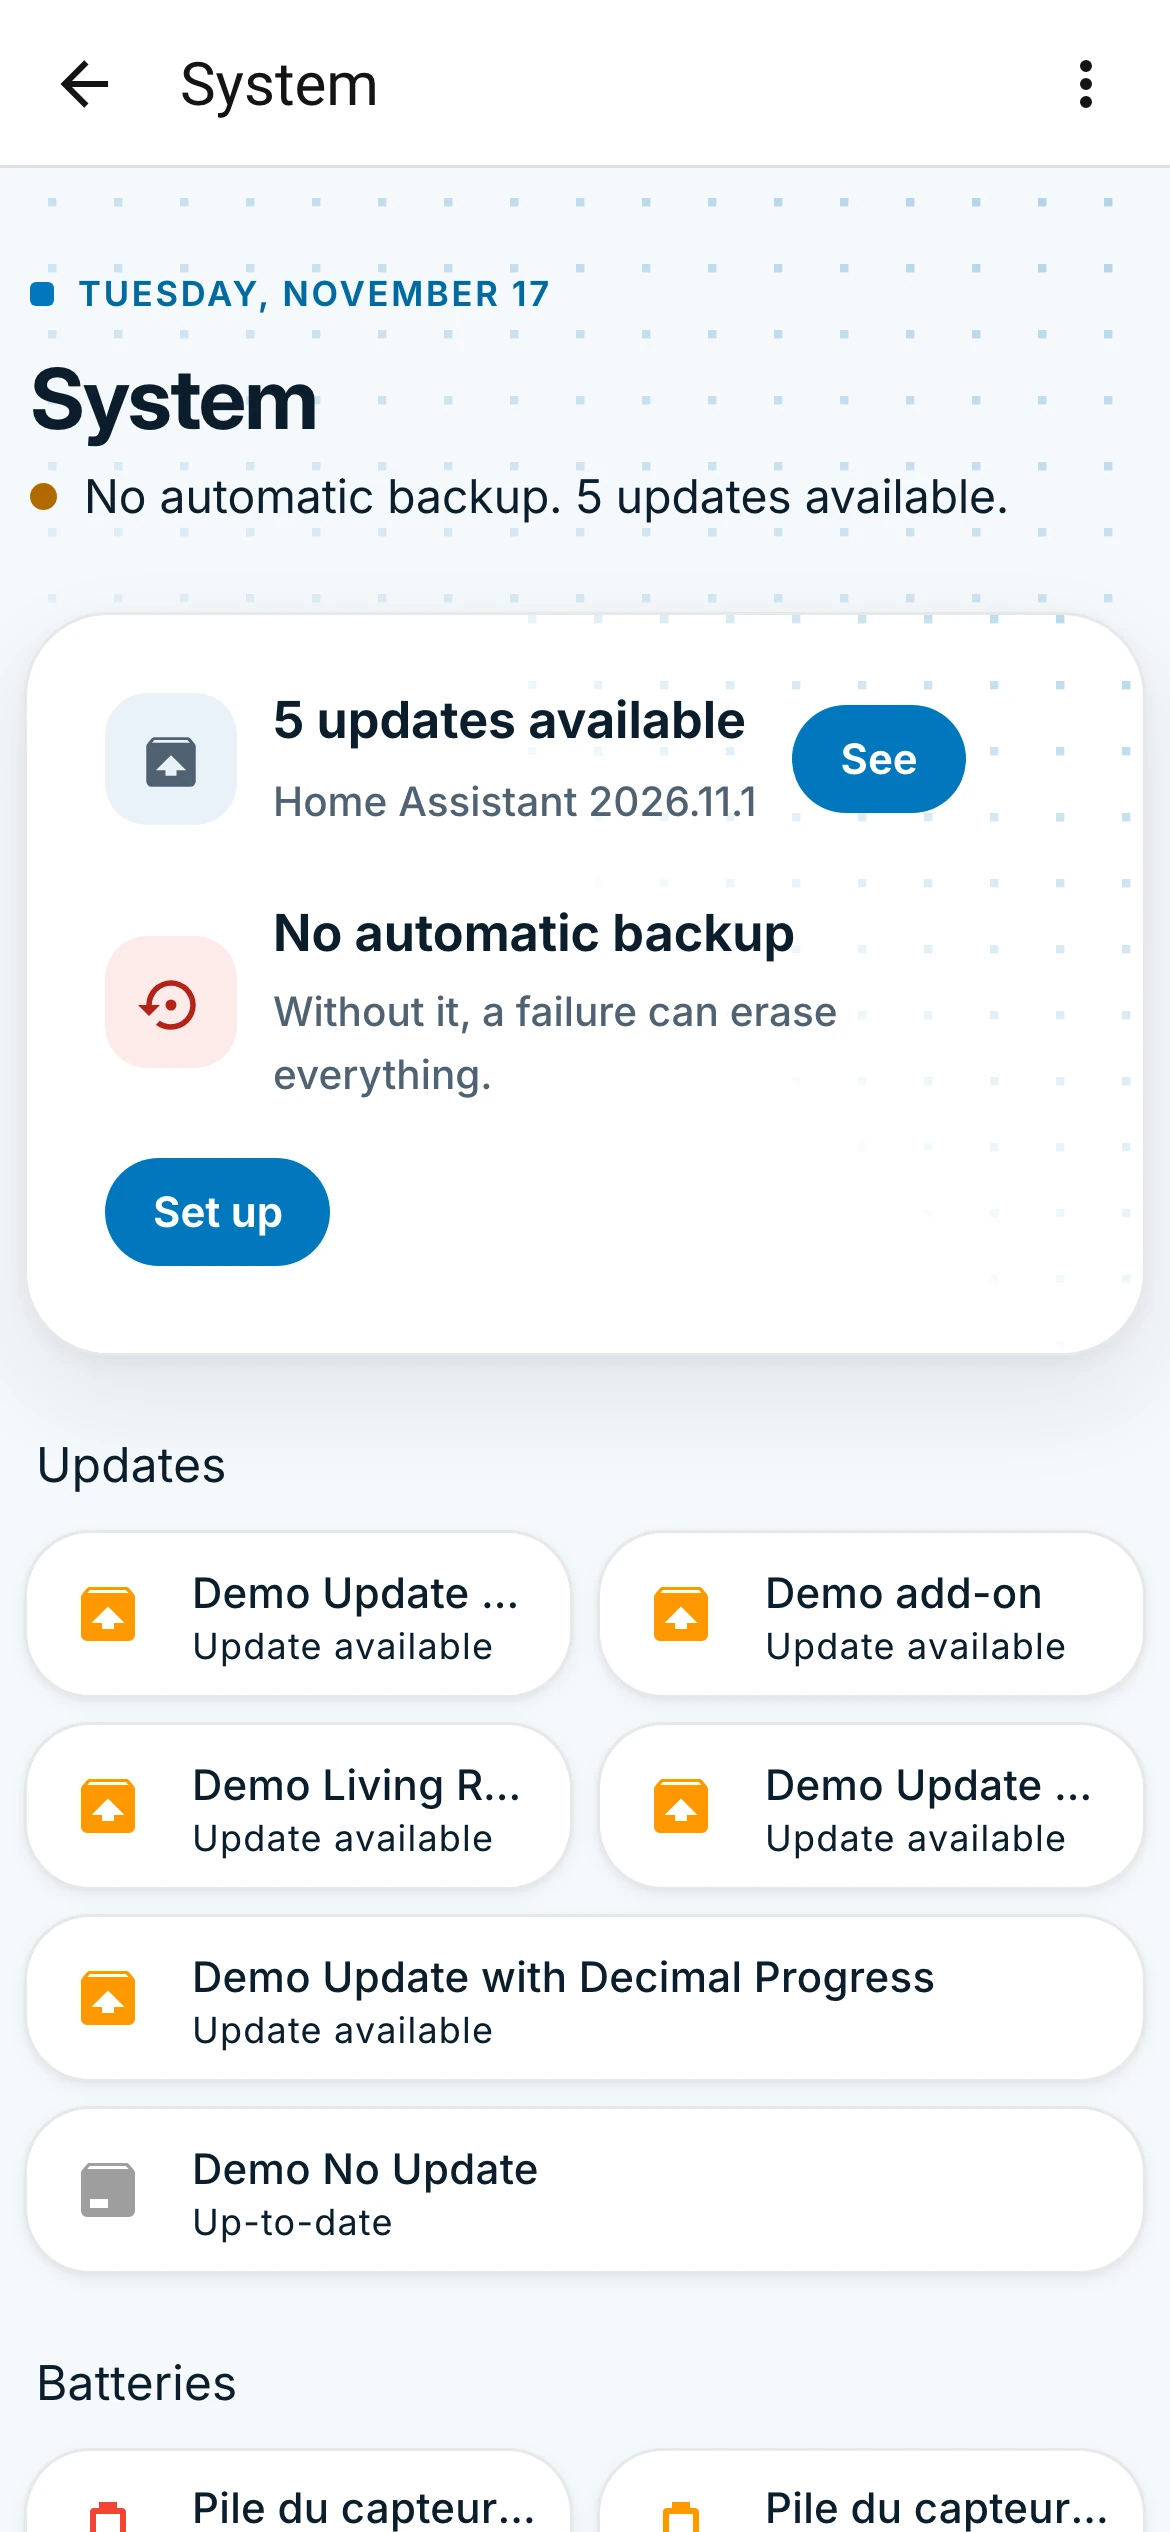 System
TUESDAY, NOVEMBER 17
System
No automatic backup. 5 updates available.
5 updates available
Home Assistant 2026.11.1
See
No automatic backup
Without it, a failure can erase
everything.
Set up
Updates
Demo Update ...
Update available
Demo add-on
Update available
Demo Living R...
Update available
Demo Update ...
Update available
Demo Update with Decimal Progress
Update available
Demo No Update
Up-to-date
Batteries
Pile du capteur...
Pile du capteur...